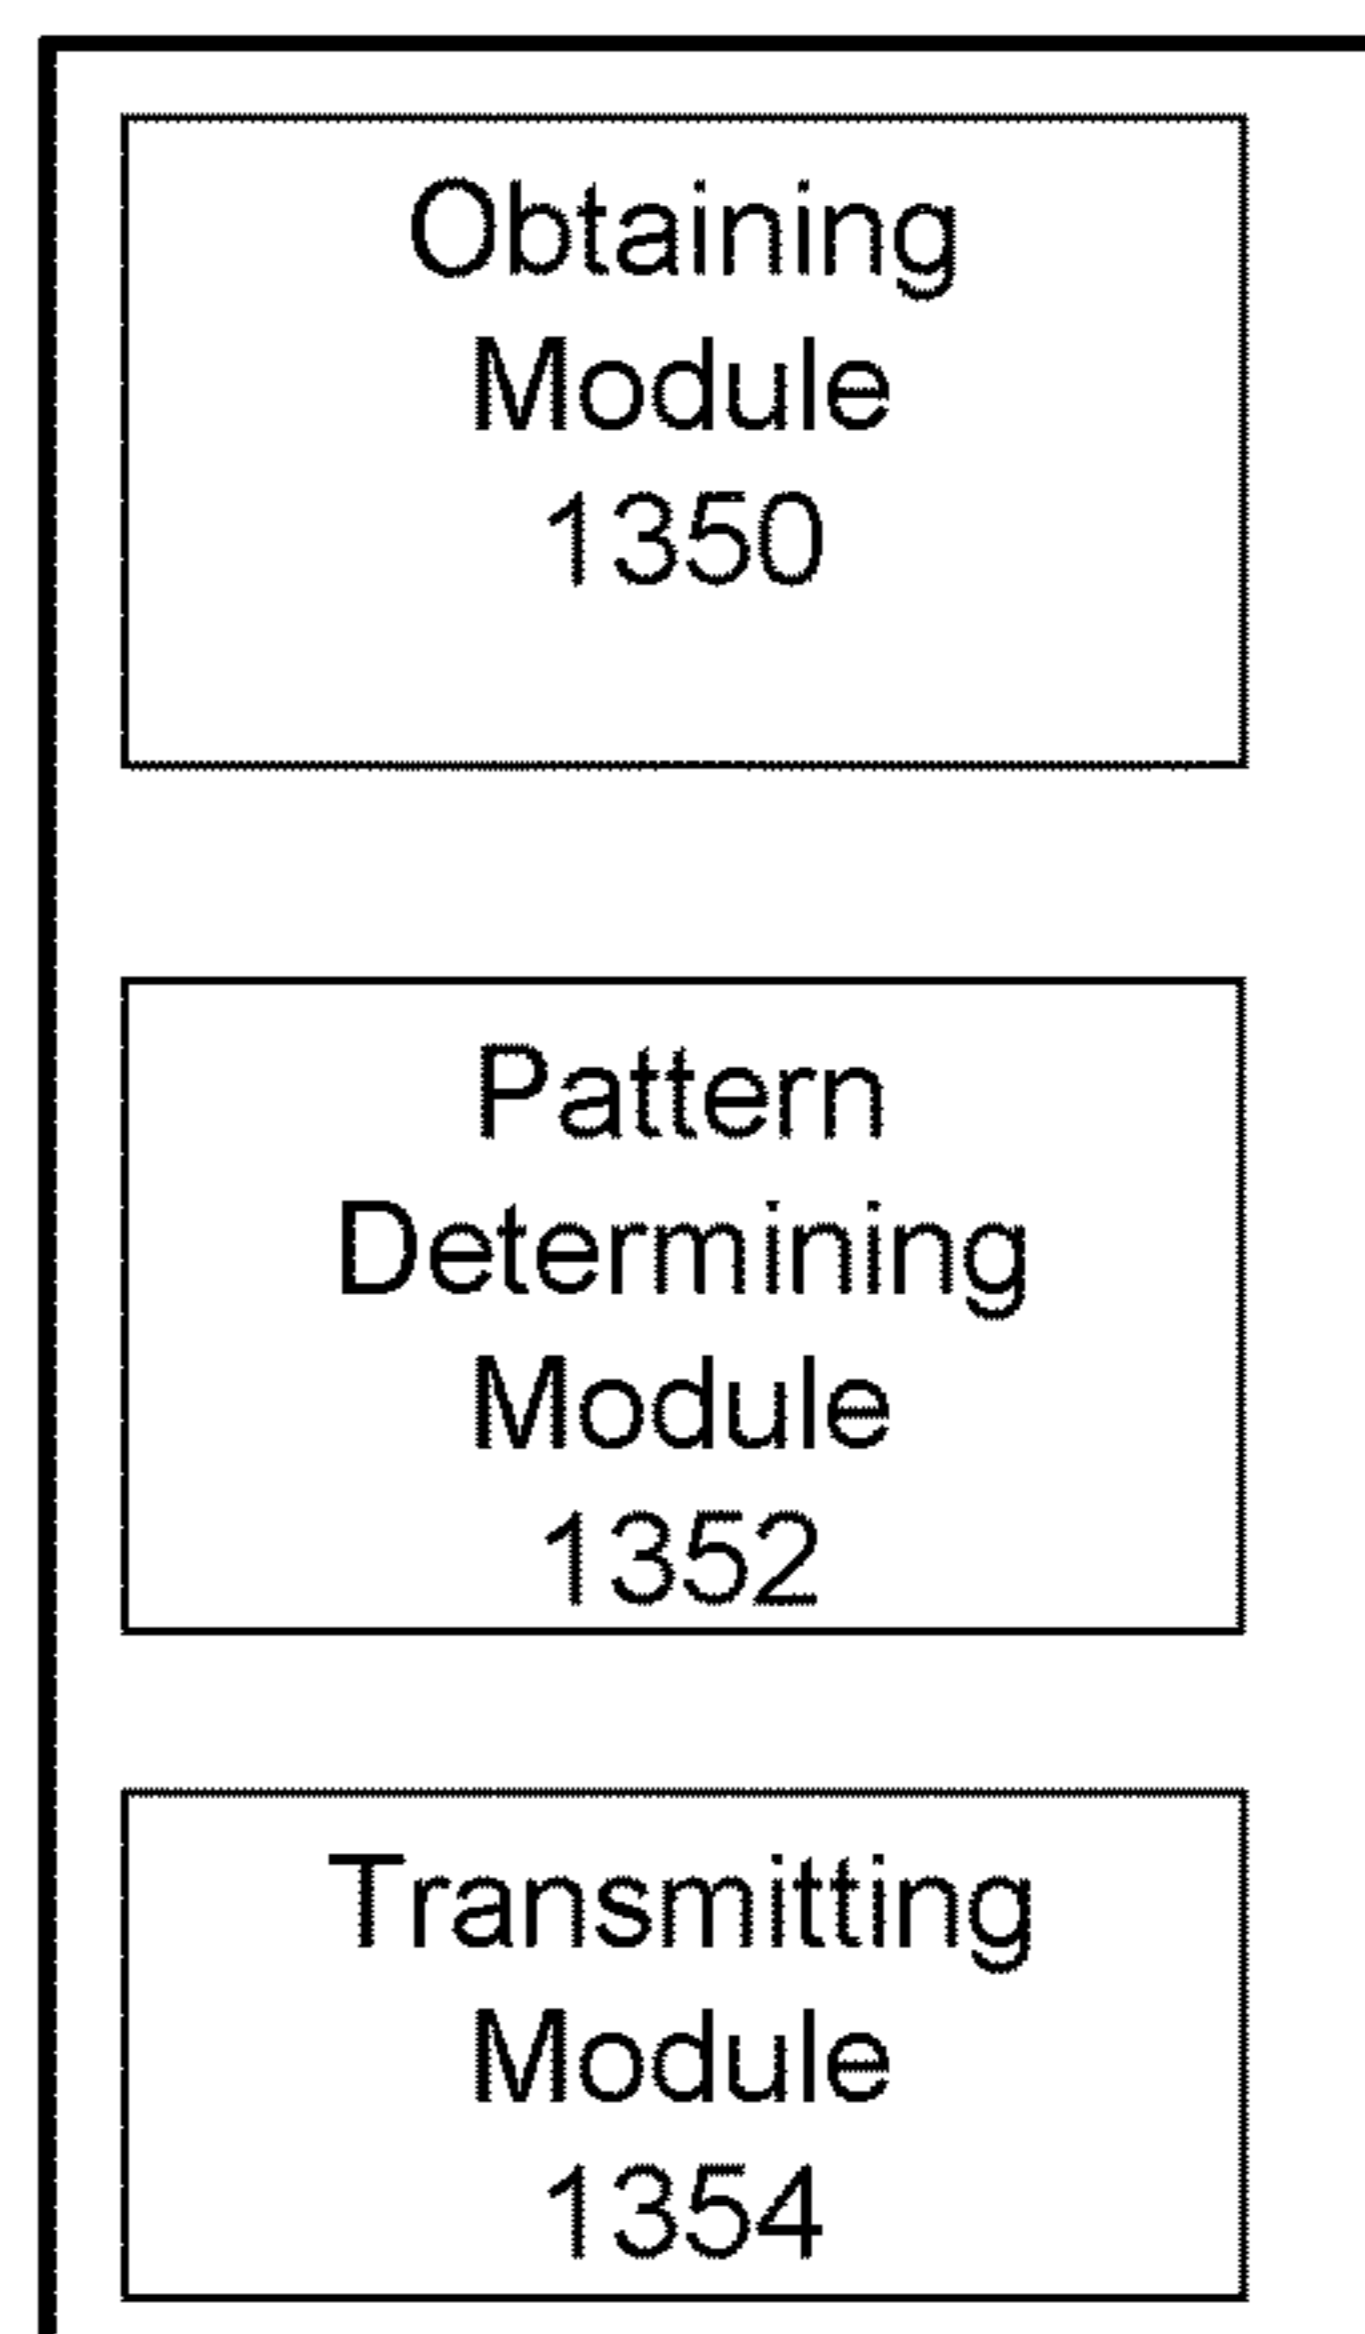 Obtaining
Module
1350
Pattern
Determining
Module
1352
Transmitting
Module
1354